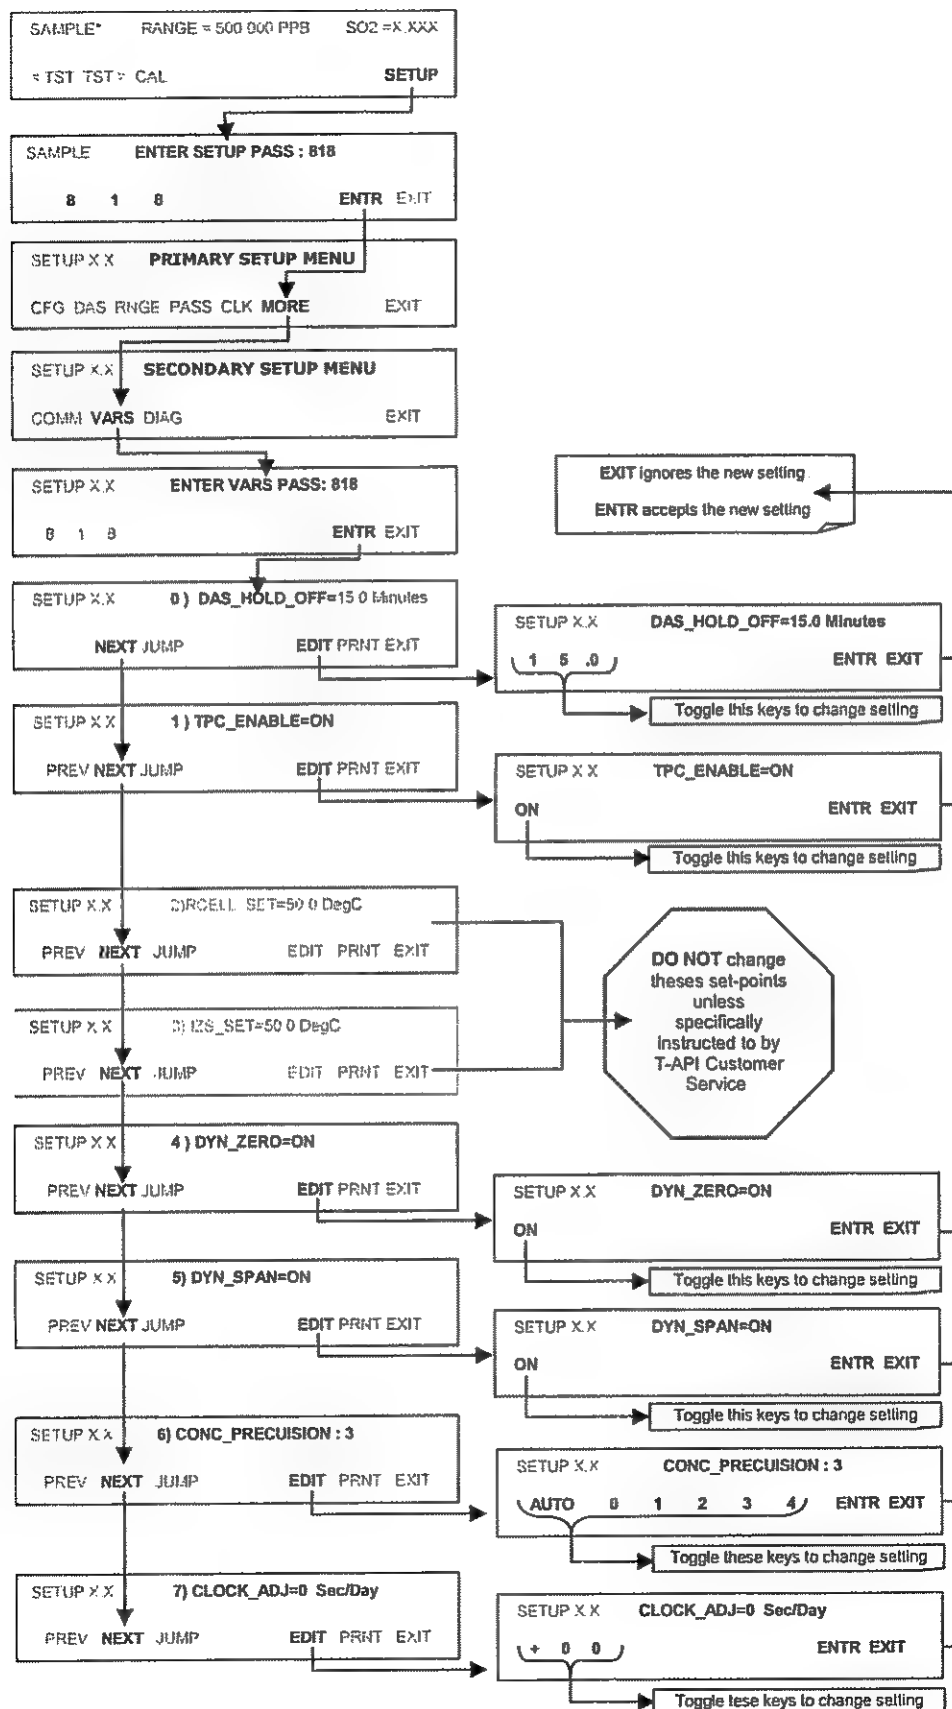 SAMPLE* RANGE = 500 000 PPB SO2 =X.XXX
< TST TST > CAL SETUP
SAMPLE ENTER SETUP PASS : 818
8 1 8 ENTR EXIT
SETUP X X PRIMARY SETUP MENU
CFG DAS RNGE PASS CLK MORE EXIT
SETUP X.X SECONDARY SETUP MENU
COMM VARS DIAG EXIT
SETUP X.X ENTER VARS PASS: 818
8 1 8 ENTR EXIT
EXIT ignores the new setting
ENTR accepts the new setting
SETUP X.X 0 ) DAS_HOLD_OFF=15 0 Minutes
NEXT JUMP EDIT PRNT EXIT
SETUP X.X DAS_HOLD_OFF=15.0 Minutes
1 5 .0 ENTR EXIT
Toggle this keys to change setting
SETUP X X 1 ) TPC_ENABLE=ON
PREV NEXT JUMP EDIT PRNT EXIT
SETUP X X TPC_ENABLE=ON
ON ENTR EXIT
Toggle this keys to change setting
SETUP X.X 2)RCELL_SET=50 0 DegC
PREV NEXT JUMP EDIT PRNT EXIT
SETUP X.X 3) IZS_SET=50 0 DegC
PREV NEXT JUMP EDIT PRNT EXIT
DO NOT change
theses set-points
unless
specifically
instructed to by
T-API Customer
Service
SETUP X X 4 ) DYN_ZERO=ON
PREV NEXT JUMP EDIT PRNT EXIT
SETUP X.X DYN_ZERO=ON
ON ENTR EXIT
Toggle this keys to change setting
SETUP X X 5) DYN_SPAN=ON
PREV NEXT JUMP EDIT PRNT EXIT
SETUP X.X DYN_SPAN=ON
ON ENTR EXIT
Toggle this keys to change setting
SETUP X.X 6) CONC_PRECUISION : 3
PREV NEXT JUMP EDIT PRNT EXIT
SETUP X.X CONC_PRECUISION : 3
AUTO 0 1 2 3 4 ENTR EXIT
Toggle these keys to change setting
SETUP X.X 7) CLOCK_ADJ=0 Sec/Day
PREV NEXT JUMP EDIT PRNT EXIT
SETUP X X CLOCK_ADJ=0 Sec/Day
+ 0 0 ENTR EXIT
Toggle tese keys to change setting